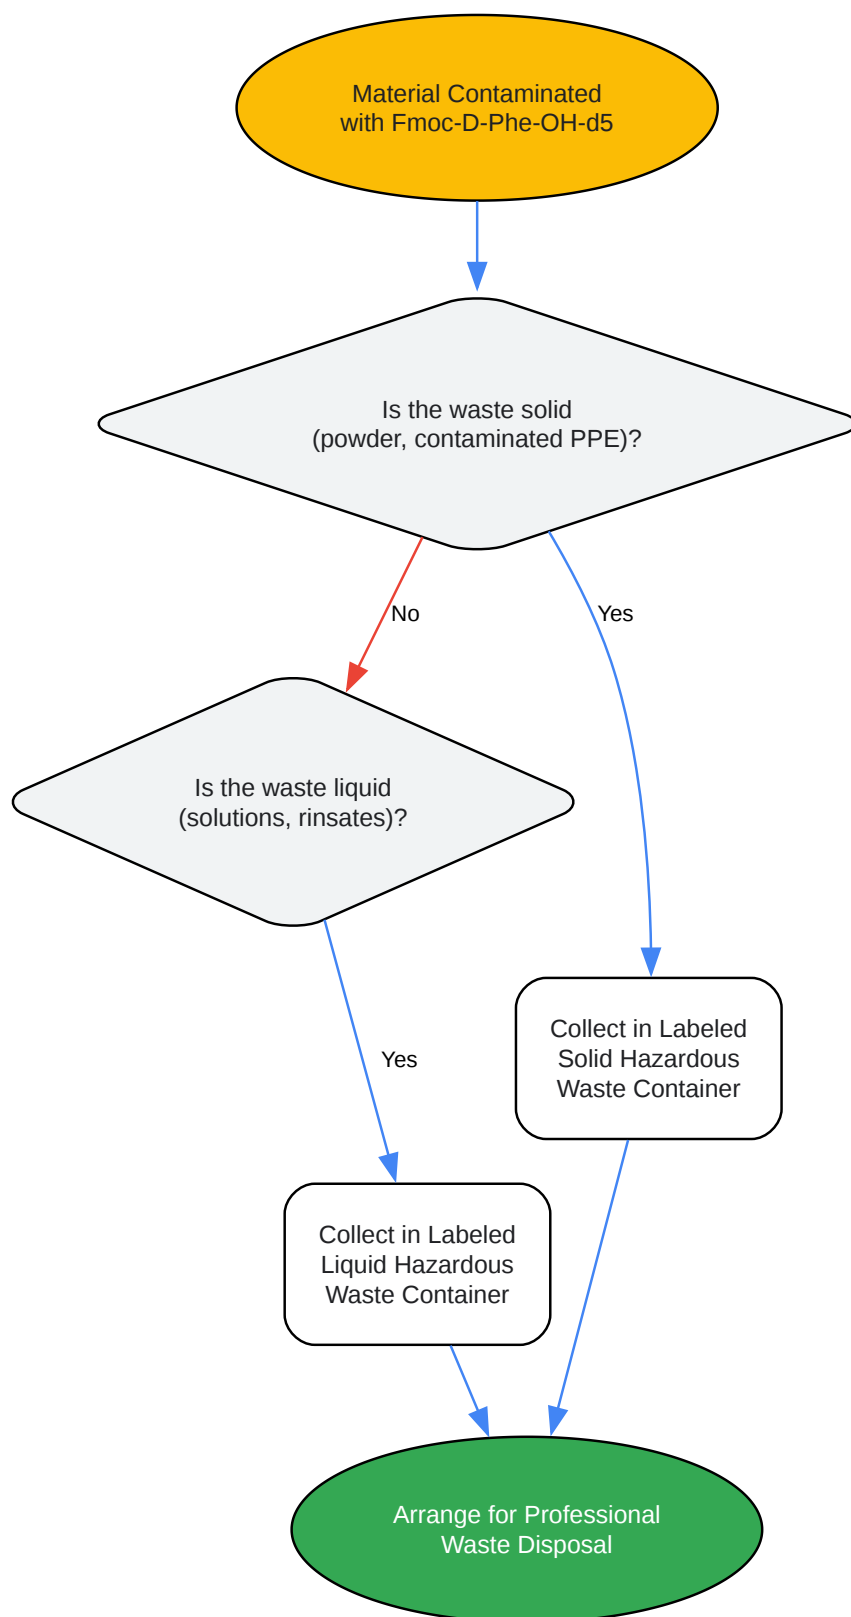 Material Contaminated
with Fmoc-D-Phe-OH-d5
Is the waste solid
(powder, contaminated PPE)?
No
Yes
Is the waste liquid
(solutions, rinsates)?
Collect in Labeled
Solid Hazardous
Waste Container
Yes
Collect in Labeled
Liquid Hazardous
Waste Container
Arrange for Professional
Waste Disposal